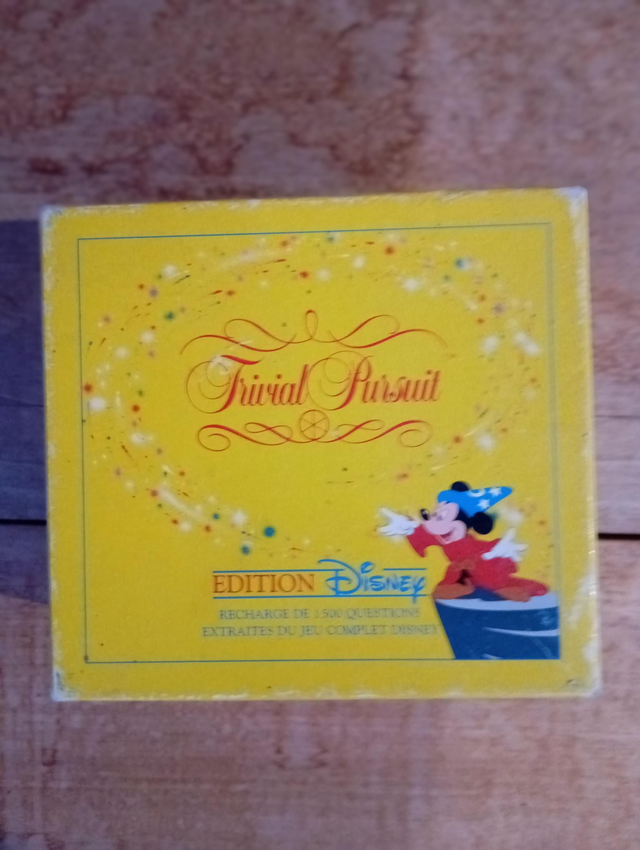 Trivial Pursuit
EDITION Disney
RECHARGE DE 1 500 QUESTIONS
EXTRAITES DU JEU COMPLET DISNEY